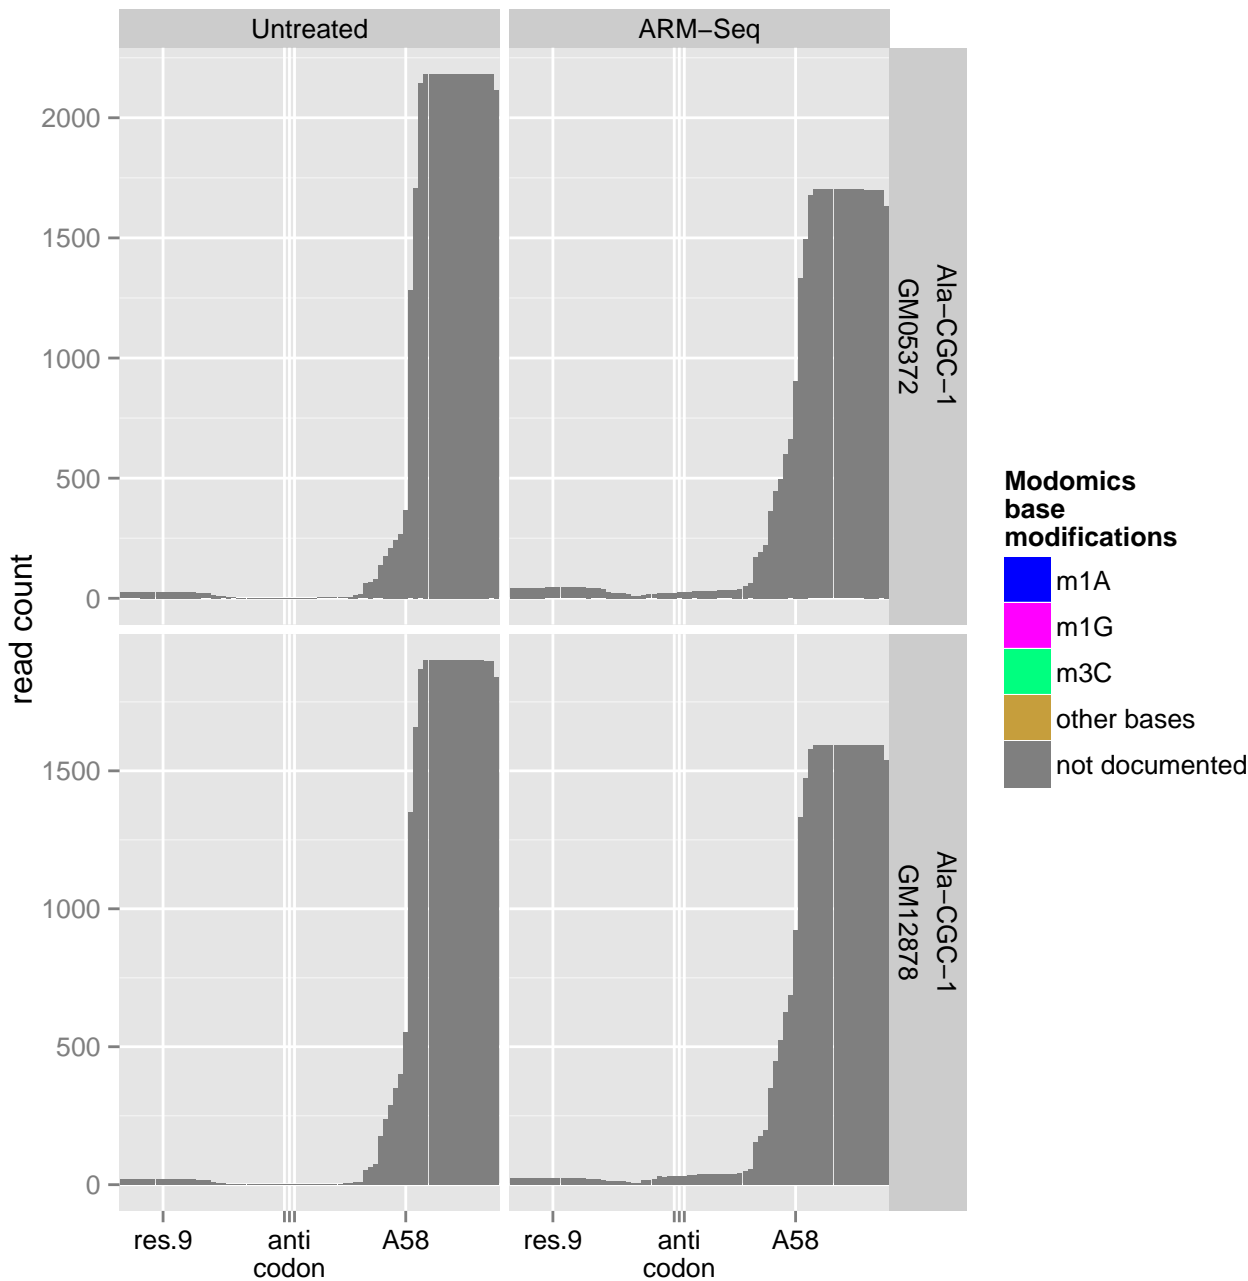 Untreated
ARM−Seq
2000
1500
1000
500
0
Ala−CGC−1
GM05372
read count
1500
1000
500
0
Ala−CGC−1
GM12878
res.9
anti
codon
A58
res.9
anti
codon
A58
Modomics
base
modifications
m1A
m1G
m3C
other bases
not documented